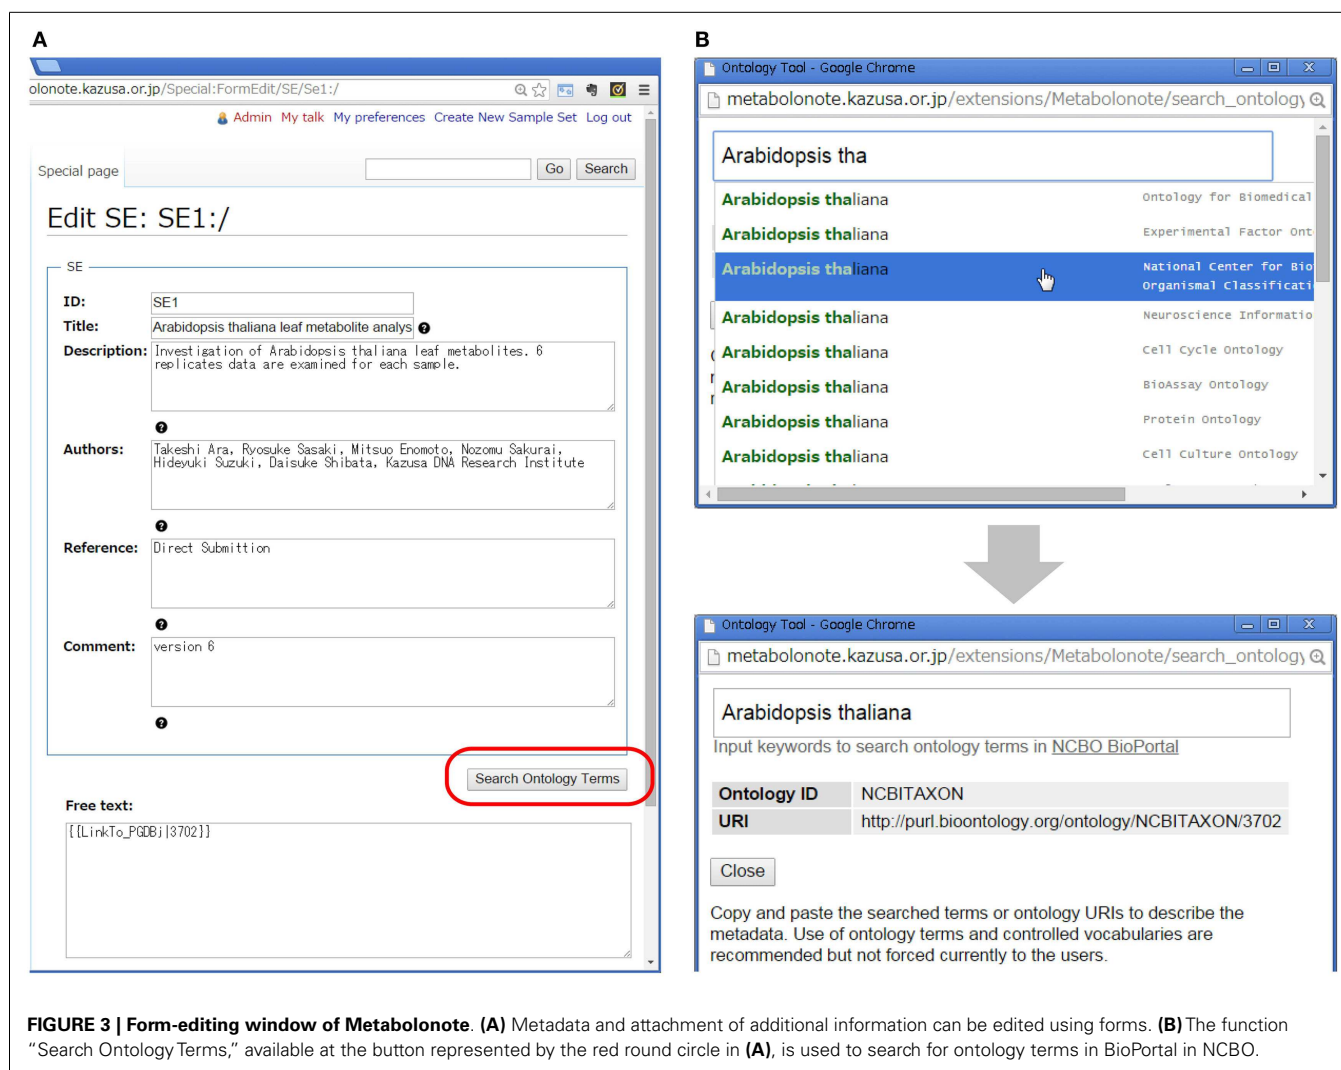 A
olonote.kazusa.or.jp/Special:FormEdit/SE/Se1:/
Admin My talk My preferences Create New Sample Set Log out
Special page
Go Search
Edit SE: SE1:/
SE
ID: SE1
Title: Arabidopsis thaliana leaf metabolite analys
Description: Investigation of Arabidopsis thaliana leaf metabolites. 6
replicates data are examined for each sample.
Authors: Takeshi Ara, Ryosuke Sasaki, Mitsuo Enomoto, Nozomu Sakurai,
Hideyuki Suzuki, Daisuke Shibata, Kazusa DNA Research Institute
Reference: Direct Submittion
Comment: version 6
Search Ontology Terms
Free text:
{{LinkTo_PGDBj|3702}}
B
Ontology Tool - Google Chrome
metabolonote.kazusa.or.jp/extensions/Metabolonote/search_ontology
Arabidopsis tha
Arabidopsis thaliana Ontology for Biomedical
Arabidopsis thaliana Experimental Factor Ont
Arabidopsis thaliana National Center for Bio
Organismal Classificati
Arabidopsis thaliana Neuroscience Informatio
Arabidopsis thaliana Cell Cycle Ontology
Arabidopsis thaliana BioAssay Ontology
Arabidopsis thaliana Protein Ontology
Arabidopsis thaliana Cell Culture Ontology
Ontology Tool - Google Chrome
metabolonote.kazusa.or.jp/extensions/Metabolonote/search_ontology
Arabidopsis thaliana
Input keywords to search ontology terms in NCBO BioPortal
Ontology ID NCBITAXON
URI http://purl.bioontology.org/ontology/NCBITAXON/3702
Close
Copy and paste the searched terms or ontology URIs to describe the
metadata. Use of ontology terms and controlled vocabularies are
recommended but not forced currently to the users.
FIGURE 3 | Form-editing window of Metabolonote. (A) Metadata and attachment of additional information can be edited using forms. (B) The function
"Search Ontology Terms," available at the button represented by the red round circle in (A), is used to search for ontology terms in BioPortal in NCBO.